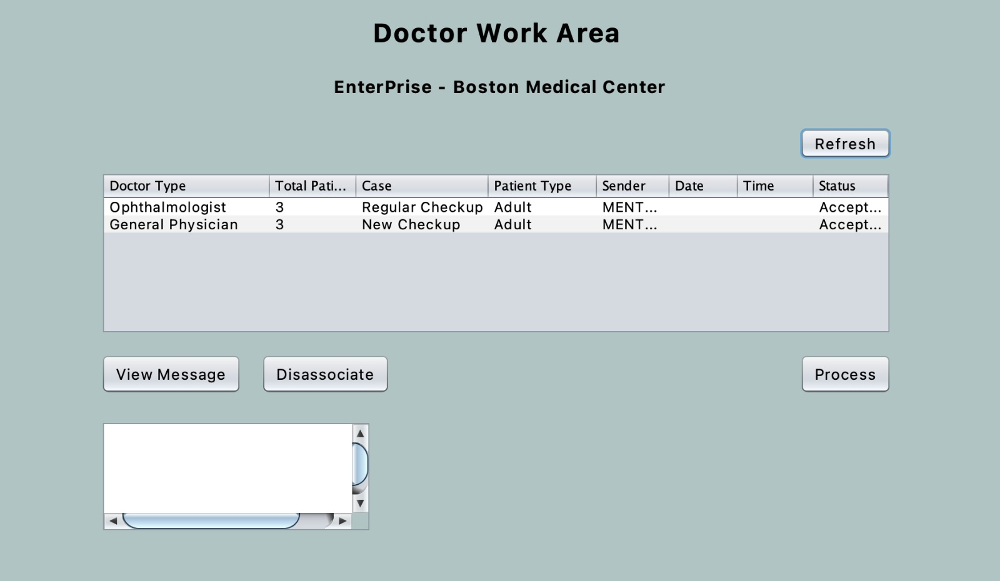 Doctor Work Area
EnterPrise - Boston Medical Center
Refresh
Doctor Type Total Pati... Case Patient Type Sender Date Time Status
Ophthalmologist 3 Regular Checkup Adult MENT... Accept...
General Physician 3 New Checkup Adult MENT... Accept...
View Message Disassociate Process